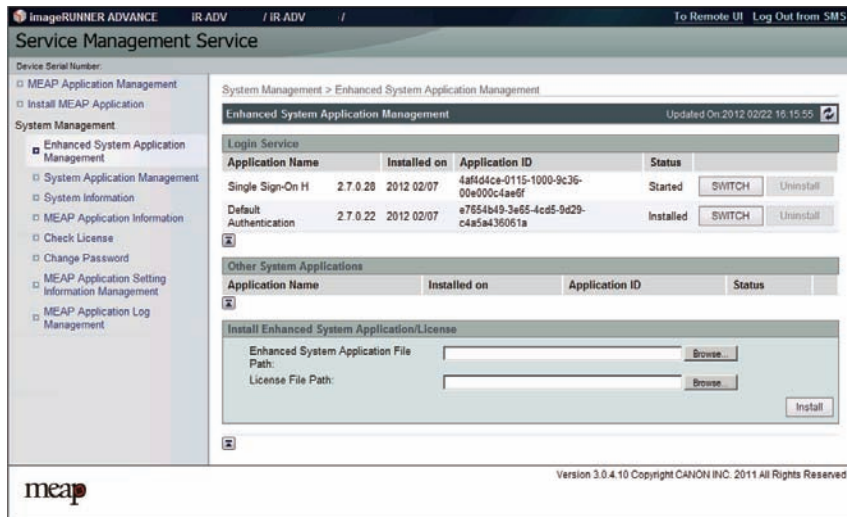 imageRUNNER ADVANCE iR-ADV / iR-ADV /
To Remote UI Log Out from SMS
Service Management Service
Device Serial Number:
MEAP Application Management
Install MEAP Application
System Management
Enhanced System Application
Management
System Application Management
System Information
MEAP Application Information
Check License
Change Password
MEAP Application Setting
Information Management
MEAP Application Log
Management
System Management > Enhanced System Application Management
Enhanced System Application Management Updated On:2012 02/22 16:15:55
Login Service
Application Name Installed on Application ID Status
Single Sign-On H 2.7.0.28 2012 02/07 4af4d4ce-0115-1000-9c36-
00e000c4ae6f Started SWITCH Uninstall
Default
Authentication 2.7.0.22 2012 02/07 e7654b49-3e65-4cd5-9d29-
c4a5a436061a Installed SWITCH Uninstall
Other System Applications
Application Name Installed on Application ID Status
Install Enhanced System Application/License
Enhanced System Application File
Path: Browse...
License File Path: Browse...
Install
Version 3.0.4.10 Copyright CANON INC. 2011 All Rights Reserved
meap